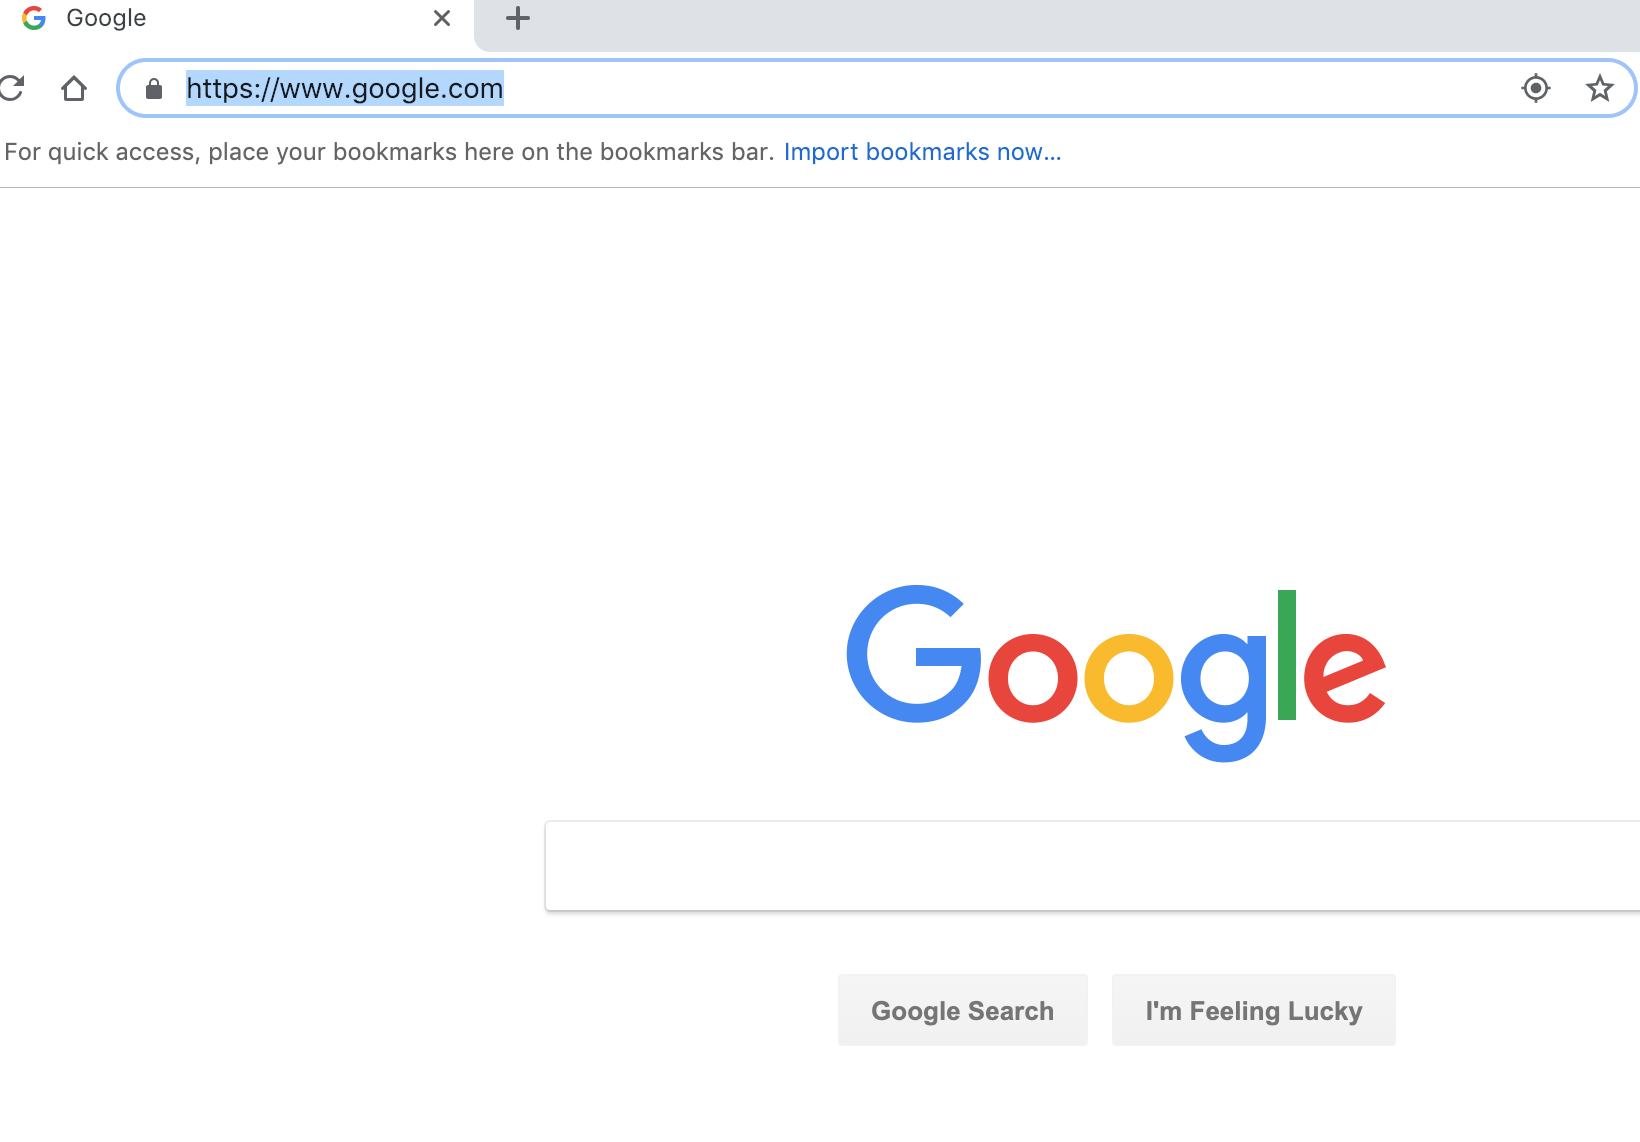 Google
https://www.google.com
For quick access, place your bookmarks here on the bookmarks bar. Import bookmarks now...
Google
Google Search
I'm Feeling Lucky